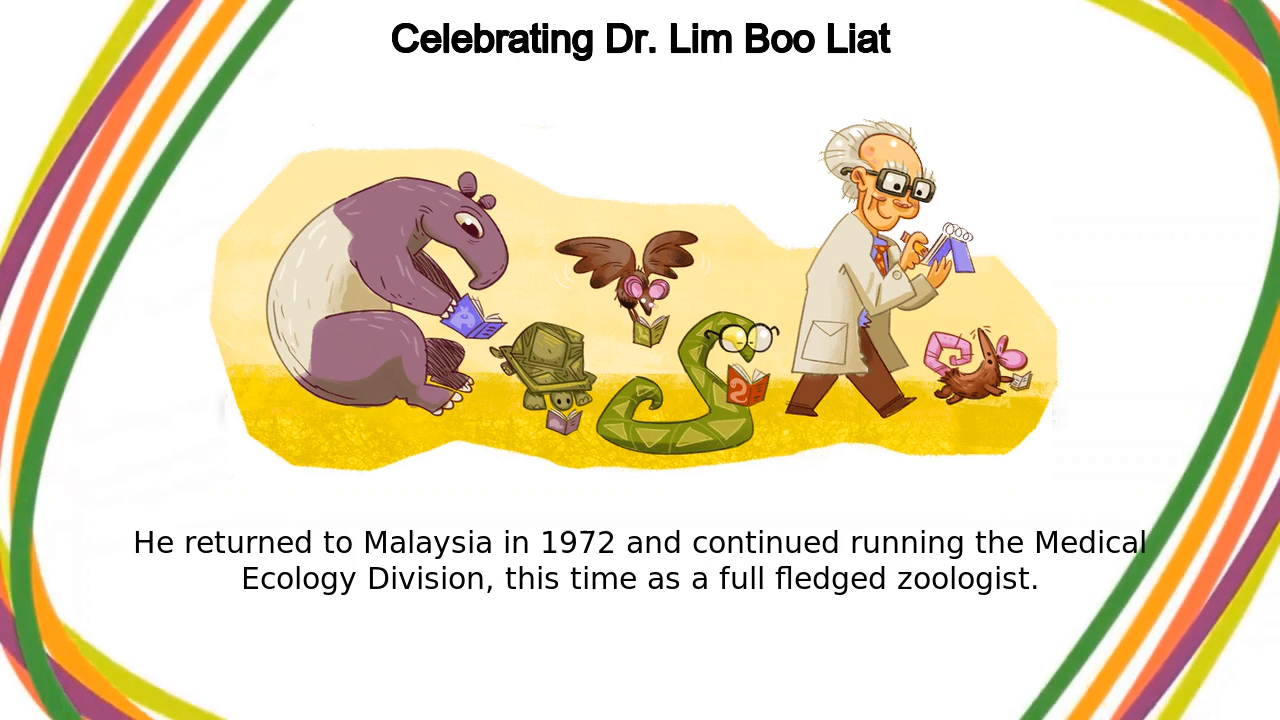 Celebrating Dr. Lim Boo Liat
2
He returned to Malaysia in 1972 and continued running the Medical
Ecology Division, this time as a full fledged zoologist.